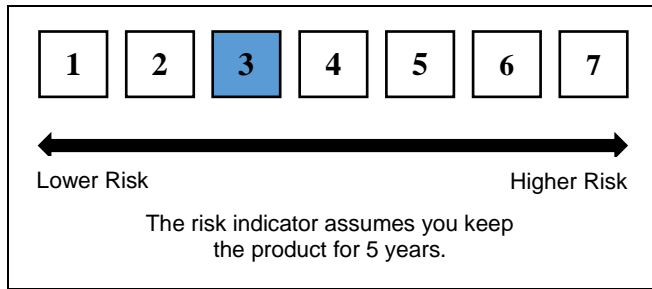 1 2 3 4 5 6 7
Lower Risk Higher Risk
The risk indicator assumes you keep
the product for 5 years.